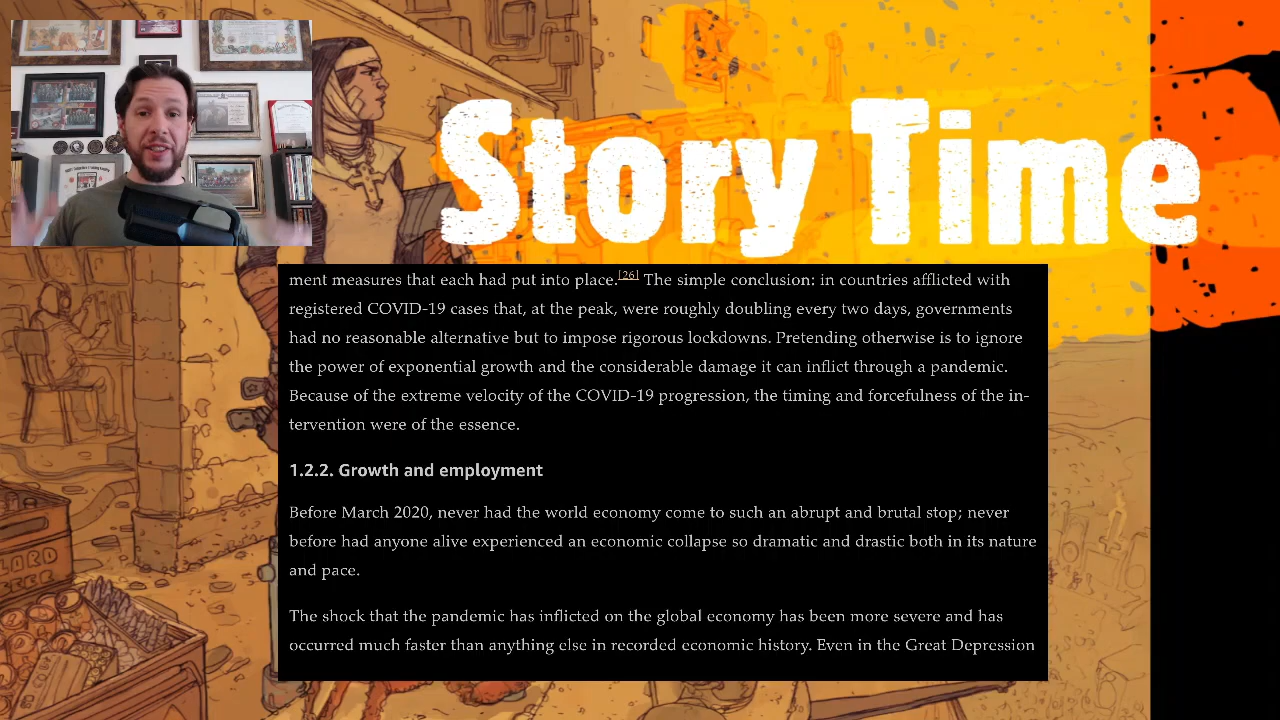 Story Time
ment measures that each had put into place.[26] The simple conclusion: in countries afflicted with
registered COVID-19 cases that, at the peak, were roughly doubling every two days, governments
had no reasonable alternative but to impose rigorous lockdowns. Pretending otherwise is to ignore
the power of exponential growth and the considerable damage it can inflict through a pandemic.
Because of the extreme velocity of the COVID-19 progression, the timing and forcefulness of the in-
tervention were of the essence.
1.2.2. Growth and employment
Before March 2020, never had the world economy come to such an abrupt and brutal stop; never
before had anyone alive experienced an economic collapse so dramatic and drastic both in its nature
and pace.
The shock that the pandemic has inflicted on the global economy has been more severe and has
occurred much faster than anything else in recorded economic history. Even in the Great Depression